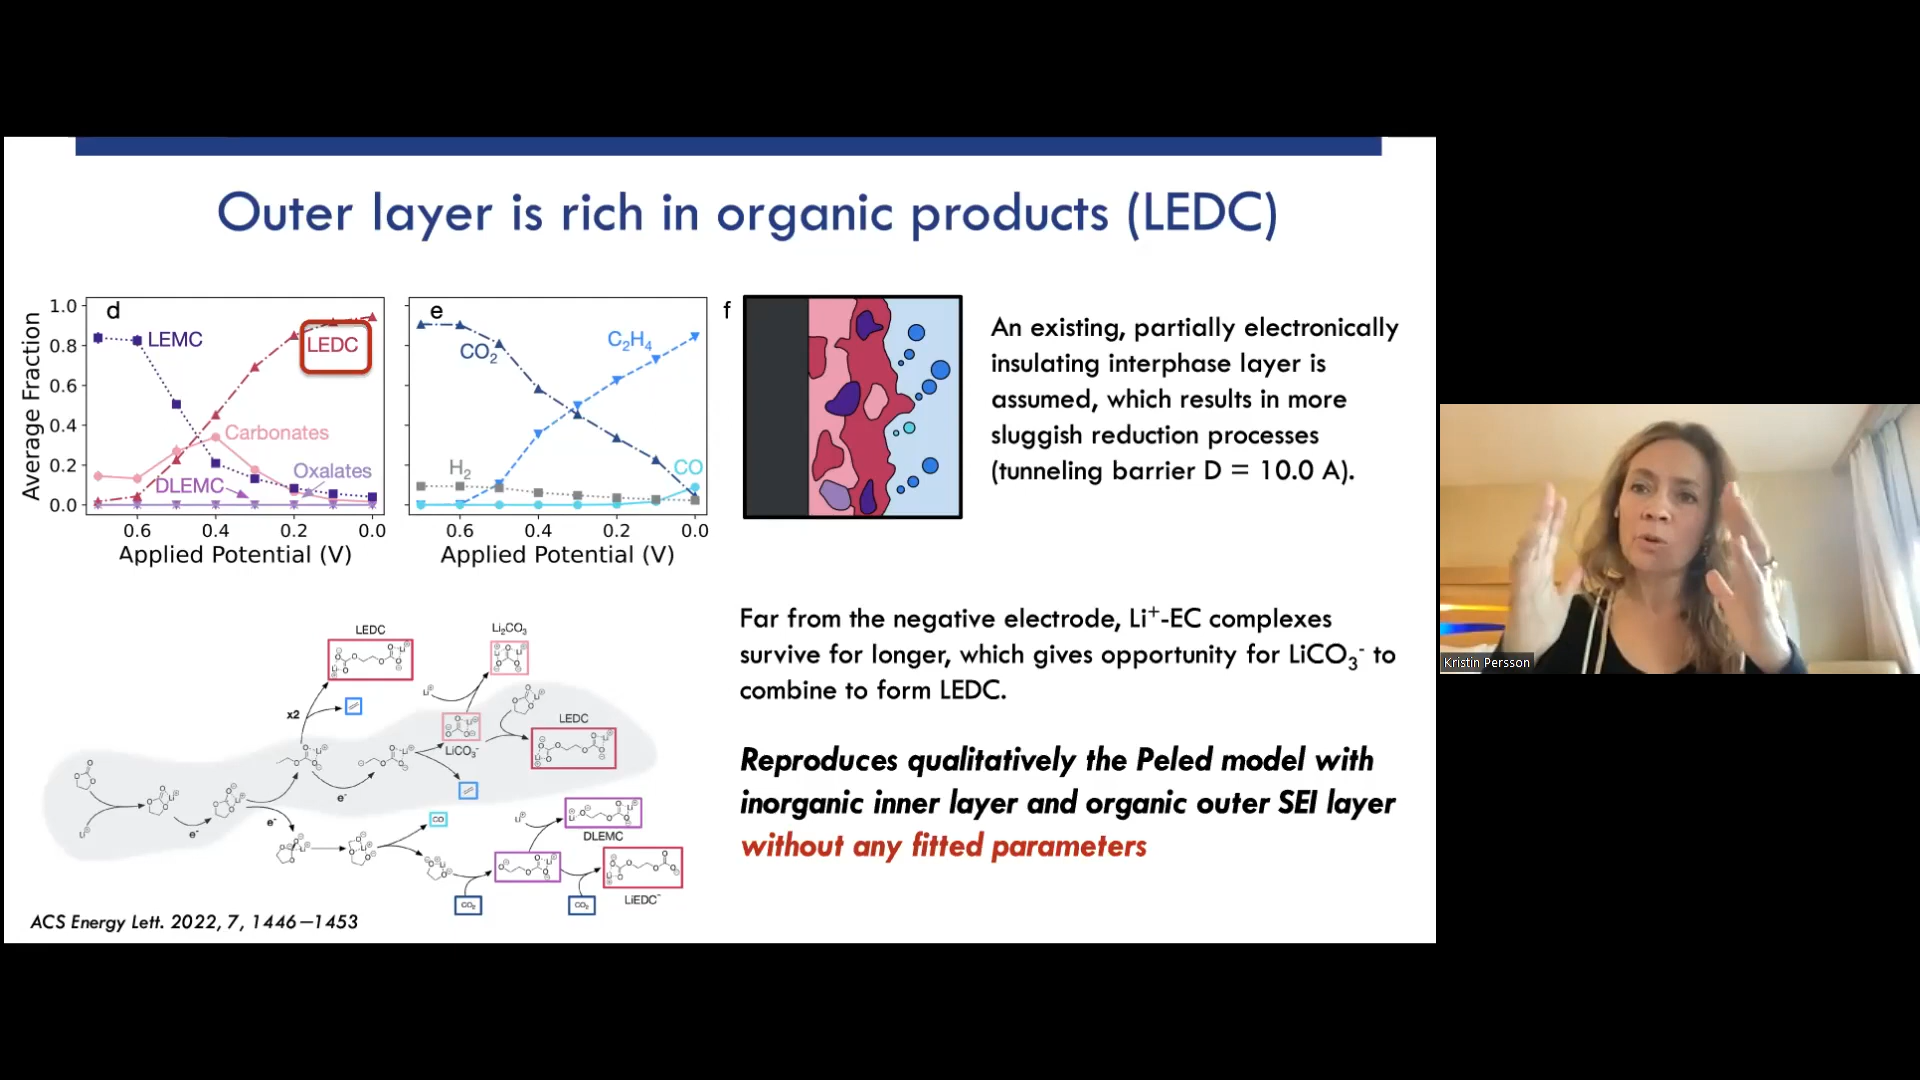 Outer layer is rich in organic products (LEDC)
d
LEMC
LEDC
Carbonates
Oxalates
DLEMC
Average Fraction
1.0
0.8
0.6
0.4
0.2
0.0
0.6 0.4 0.2 0.0
Applied Potential (V)
e
CO₂
C₂H₄
H₂
CO
0.6 0.4 0.2 0.0
Applied Potential (V)
f
An existing, partially electronically
insulating interphase layer is
assumed, which results in more
sluggish reduction processes
(tunneling barrier D = 10.0 A).
Far from the negative electrode, Li⁺-EC complexes
survive for longer, which gives opportunity for LiCO₃⁻ to
combine to form LEDC.
Reproduces qualitatively the Peled model with
inorganic inner layer and organic outer SEI layer
without any fitted parameters
LEDC
Li₂CO₃
Li⁺
x2
LEDC
LiCO₃⁻
e⁻
Li⁺
e⁻
e⁻
CO
Li⁺
DLEMC
CO₂
CO₂
LiEDC⁻
ACS Energy Lett. 2022, 7, 1446−1453
Kristin Persson